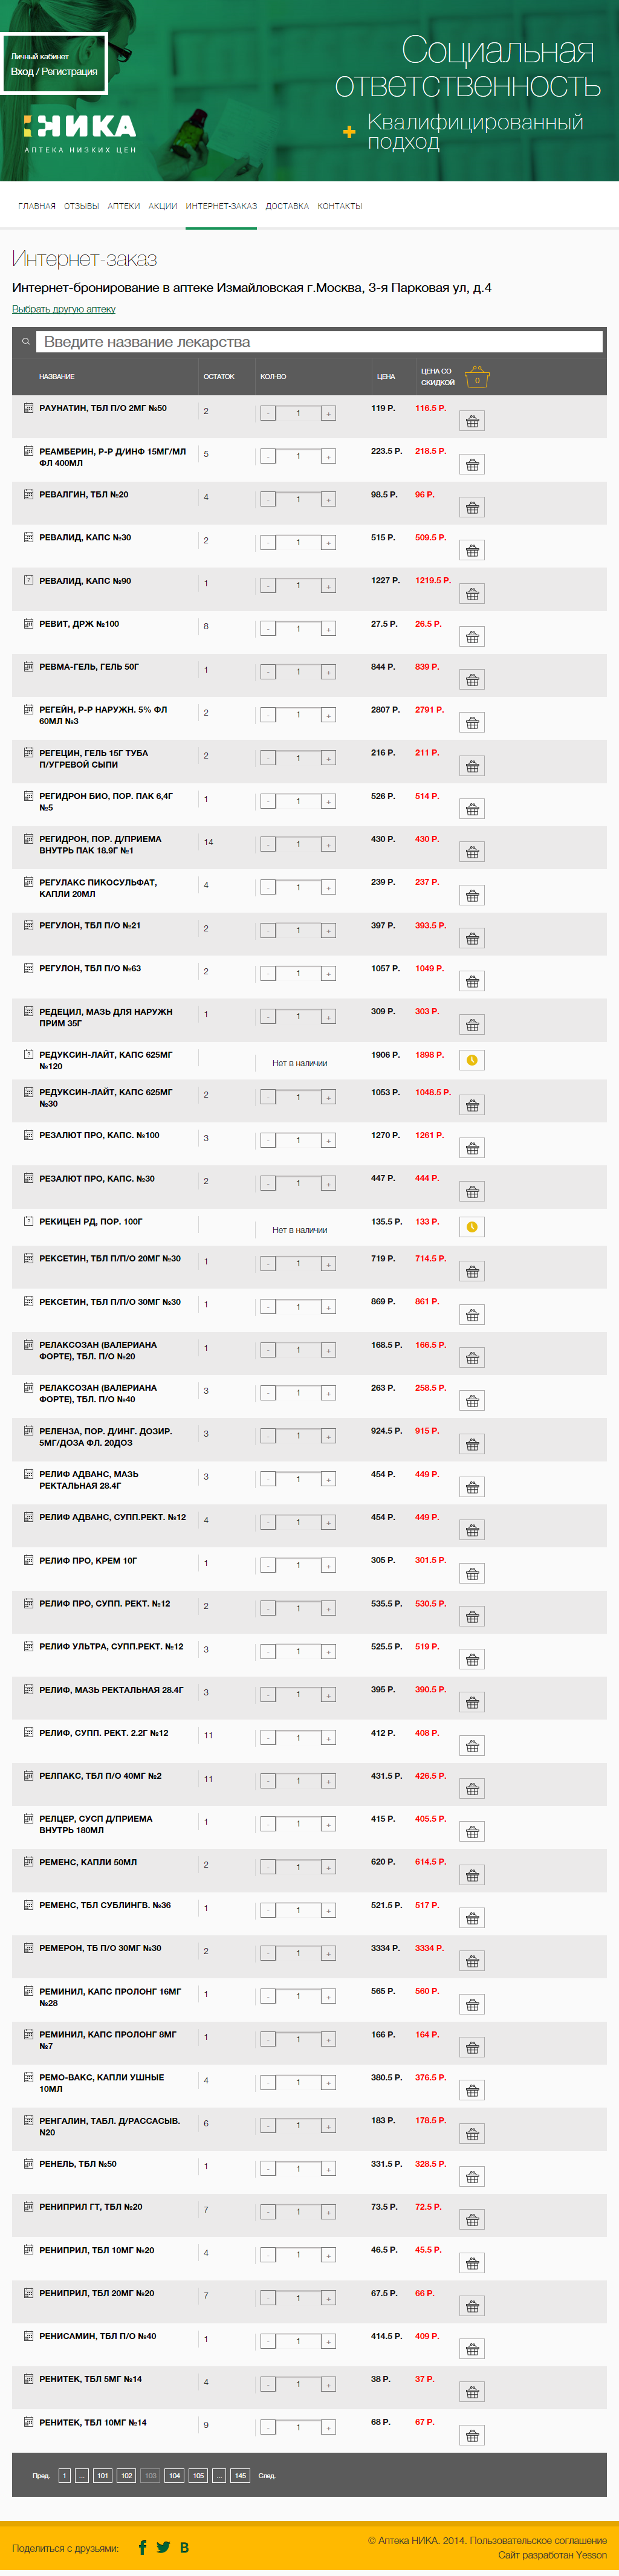 Личный кабинет
Вход / Регистрация
НИКА
АПТЕКА НИЗКИХ ЦЕН
Социальная
ответственность
Квалифицированный
подход
ГЛАВНАЯ ОТЗЫВЫ АПТЕКИ АКЦИИ ИНТЕРНЕТ-ЗАКАЗ ДОСТАВКА КОНТАКТЫ
Интернет-заказ
Интернет-бронирование в аптеке Измайловская г.Москва, 3-я Парковая ул, д.4
Выбрать другую аптеку
Введите название лекарства
НАЗВАНИЕ ОСТАТОК КОЛ-ВО ЦЕНА ЦЕНА СО
СКИДКОЙ 0
РАУНАТИН, ТБЛ П/О 2МГ №50 2 - 1 + 119 Р. 116.5 Р.
РЕАМБЕРИН, Р-Р Д/ИНФ 15МГ/МЛ 5 - 1 + 223.5 Р. 218.5 Р.
ФЛ 400МЛ
РЕВАЛГИН, ТБЛ №20 4 - 1 + 98.5 Р. 96 Р.
РЕВАЛИД, КАПС №30 2 - 1 + 515 Р. 509.5 Р.
РЕВАЛИД, КАПС №90 1 - 1 + 1227 Р. 1219.5 Р.
РЕВИТ, ДРЖ №100 8 - 1 + 27.5 Р. 26.5 Р.
РЕВМА-ГЕЛЬ, ГЕЛЬ 50Г 1 - 1 + 844 Р. 839 Р.
РЕГЕЙН, Р-Р НАРУЖН. 5% ФЛ 2 - 1 + 2807 Р. 2791 Р.
60МЛ №3
РЕГЕЦИН, ГЕЛЬ 15Г ТУБА 2 - 1 + 216 Р. 211 Р.
П/УГРЕВОЙ СЫПИ
РЕГИДРОН БИО, ПОР. ПАК 6,4Г 1 - 1 + 526 Р. 514 Р.
№5
РЕГИДРОН, ПОР. Д/ПРИЕМА 14 - 1 + 430 Р. 430 Р.
ВНУТРЬ ПАК 18.9Г №1
РЕГУЛАКС ПИКОСУЛЬФАТ, 4 - 1 + 239 Р. 237 Р.
КАПЛИ 20МЛ
РЕГУЛОН, ТБЛ П/О №21 2 - 1 + 397 Р. 393.5 Р.
РЕГУЛОН, ТБЛ П/О №63 2 - 1 + 1057 Р. 1049 Р.
РЕДЕЦИЛ, МАЗЬ ДЛЯ НАРУЖН 1 - 1 + 309 Р. 303 Р.
ПРИМ 35Г
РЕДУКСИН-ЛАЙТ, КАПС 625МГ Нет в наличии 1906 Р. 1898 Р.
№120
РЕДУКСИН-ЛАЙТ, КАПС 625МГ 2 - 1 + 1053 Р. 1048.5 Р.
№30
РЕЗАЛЮТ ПРО, КАПС. №100 3 - 1 + 1270 Р. 1261 Р.
РЕЗАЛЮТ ПРО, КАПС. №30 2 - 1 + 447 Р. 444 Р.
РЕКИЦЕН РД, ПОР. 100Г Нет в наличии 135.5 Р. 133 Р.
РЕКСЕТИН, ТБЛ П/П/О 20МГ №30 1 - 1 + 719 Р. 714.5 Р.
РЕКСЕТИН, ТБЛ П/П/О 30МГ №30 1 - 1 + 869 Р. 861 Р.
РЕЛАКСОЗАН (ВАЛЕРИАНА 1 - 1 + 168.5 Р. 166.5 Р.
ФОРТЕ), ТБЛ. П/О №20
РЕЛАКСОЗАН (ВАЛЕРИАНА 3 - 1 + 263 Р. 258.5 Р.
ФОРТЕ), ТБЛ. П/О №40
РЕЛЕНЗА, ПОР. Д/ИНГ. ДОЗИР. 3 - 1 + 924.5 Р. 915 Р.
5МГ/ДОЗА ФЛ. 20ДОЗ
РЕЛИФ АДВАНС, МАЗЬ 3 - 1 + 454 Р. 449 Р.
РЕКТАЛЬНАЯ 28.4Г
РЕЛИФ АДВАНС, СУПП.РЕКТ. №12 4 - 1 + 454 Р. 449 Р.
РЕЛИФ ПРО, КРЕМ 10Г 1 - 1 + 305 Р. 301.5 Р.
РЕЛИФ ПРО, СУПП. РЕКТ. №12 2 - 1 + 535.5 Р. 530.5 Р.
РЕЛИФ УЛЬТРА, СУПП.РЕКТ. №12 3 - 1 + 525.5 Р. 519 Р.
РЕЛИФ, МАЗЬ РЕКТАЛЬНАЯ 28.4Г 3 - 1 + 395 Р. 390.5 Р.
РЕЛИФ, СУПП. РЕКТ. 2.2Г №12 11 - 1 + 412 Р. 408 Р.
РЕЛПАКС, ТБЛ П/О 40МГ №2 11 - 1 + 431.5 Р. 426.5 Р.
РЕЛЦЕР, СУСП Д/ПРИЕМА 1 - 1 + 415 Р. 405.5 Р.
ВНУТРЬ 180МЛ
РЕМЕНС, КАПЛИ 50МЛ 2 - 1 + 620 Р. 614.5 Р.
РЕМЕНС, ТБЛ СУБЛИНГВ. №36 1 - 1 + 521.5 Р. 517 Р.
РЕМЕРОН, ТБ П/О 30МГ №30 2 - 1 + 3334 Р. 3334 Р.
РЕМИНИЛ, КАПС ПРОЛОНГ 16МГ 1 - 1 + 565 Р. 560 Р.
№28
РЕМИНИЛ, КАПС ПРОЛОНГ 8МГ 1 - 1 + 166 Р. 164 Р.
№7
РЕМО-ВАКС, КАПЛИ УШНЫЕ 4 - 1 + 380.5 Р. 376.5 Р.
10МЛ
РЕНГАЛИН, ТАБЛ. Д/РАССАСЫВ. 6 - 1 + 183 Р. 178.5 Р.
N20
РЕНЕЛЬ, ТБЛ №50 1 - 1 + 331.5 Р. 328.5 Р.
РЕНИПРИЛ ГТ, ТБЛ №20 7 - 1 + 73.5 Р. 72.5 Р.
РЕНИПРИЛ, ТБЛ 10МГ №20 4 - 1 + 46.5 Р. 45.5 Р.
РЕНИПРИЛ, ТБЛ 20МГ №20 7 - 1 + 67.5 Р. 66 Р.
РЕНИСАМИН, ТБЛ П/О №40 1 - 1 + 414.5 Р. 409 Р.
РЕНИТЕК, ТБЛ 5МГ №14 4 - 1 + 38 Р. 37 Р.
РЕНИТЕК, ТБЛ 10МГ №14 9 - 1 + 68 Р. 67 Р.
Пред. 1 ... 101 102 103 104 105 ... 145 След.
Поделиться с друзьями:
© Аптека НИКА. 2014. Пользовательское соглашение
Сайт разработан Yesson